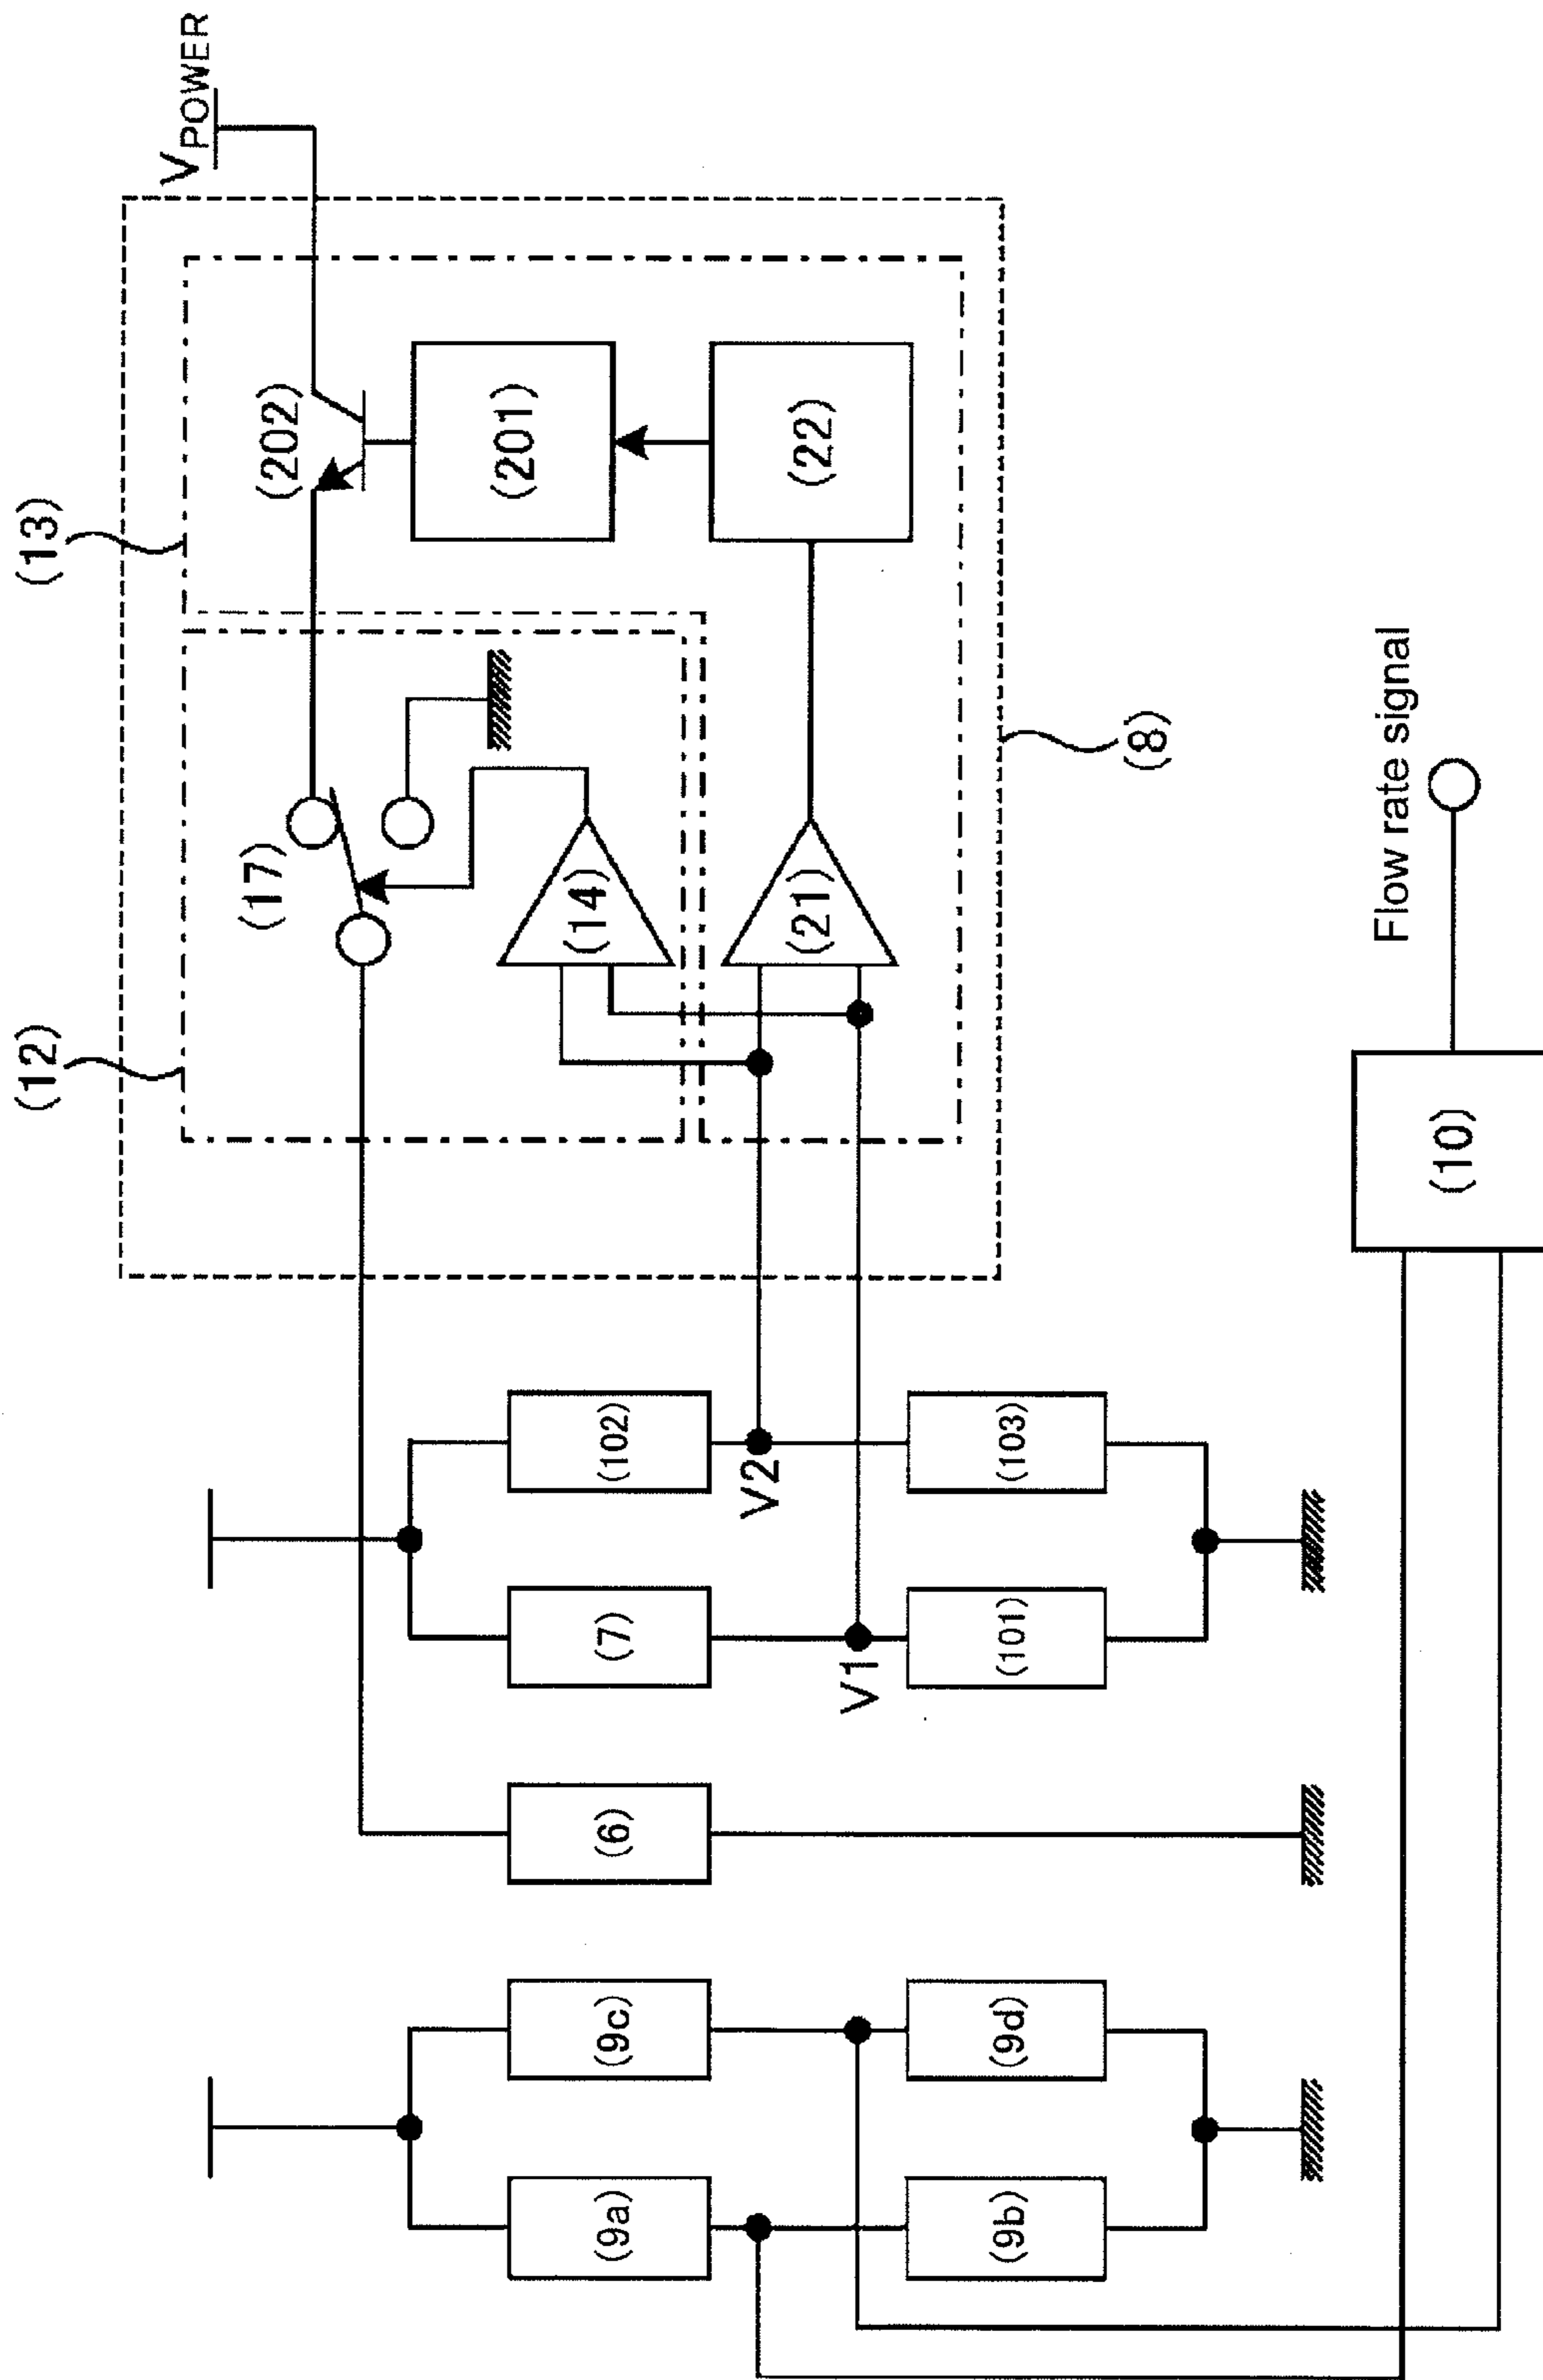 VPOWER
(13)
(202)
(201)
(22)
(12)
(17)
(14)
(21)
(8)
(102)
V2
(103)
(7)
V1
(101)
(6)
(9c)
(9d)
(9a)
(9b)
(10)
Flow rate signal